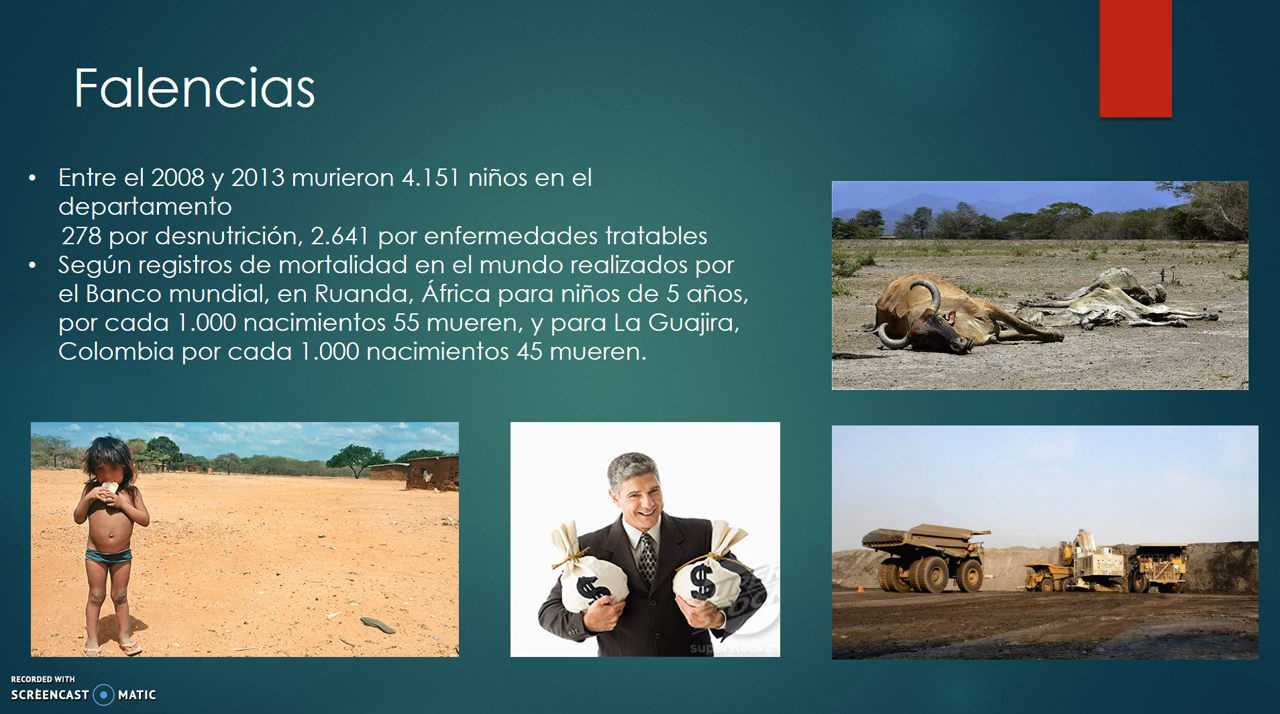 Falencias
• Entre el 2008 y 2013 murieron 4.151 niños en el
departamento
278 por desnutrición, 2.641 por enfermedades tratables
• Según registros de mortalidad en el mundo realizados por
el Banco mundial, en Ruanda, África para niños de 5 años,
por cada 1.000 nacimientos 55 mueren, y para La Guajira,
Colombia por cada 1.000 nacimientos 45 mueren.
$ $
superstock
RECORDED WITH
SCREENCAST MATIC